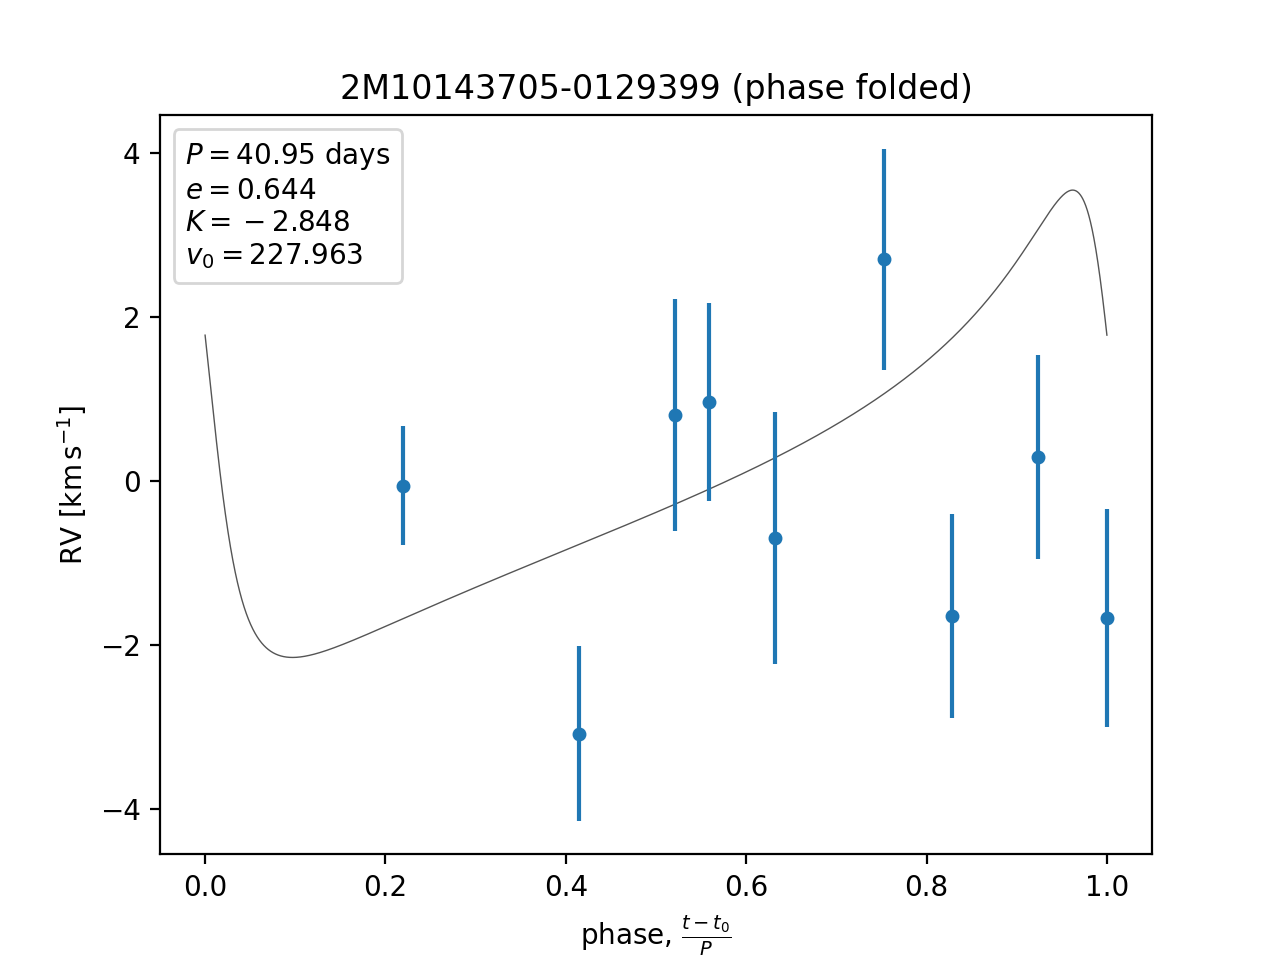 2M10143705-0129399 (phase folded)
P = 40.95 days
e = 0.644
K = −2.848
v₀ = 227.963
4
2
0
−2
−4
RV [km s⁻¹]
0.0 0.2 0.4 0.6 0.8 1.0
phase, (t − t₀)/P